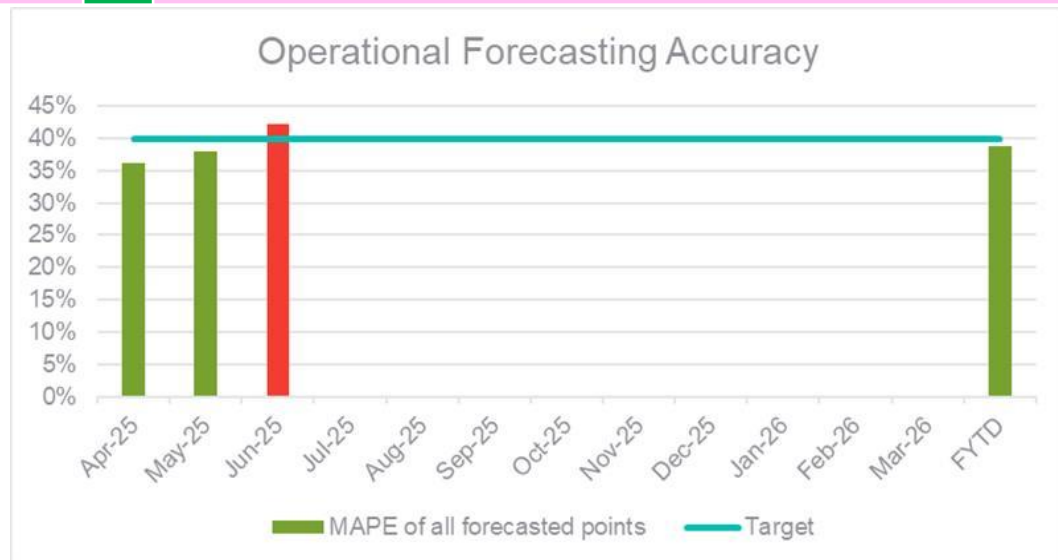 Operational Forecasting Accuracy
45%
40%
35%
30%
25%
20%
15%
10%
5%
0%
Apr-25
May-25
Jun-25
Jul-25
Aug-25
Sep-25
Oct-25
Nov-25
Dec-25
Jan-26
Feb-26
Mar-26
FYTD
MAPE of all forecasted points
Target